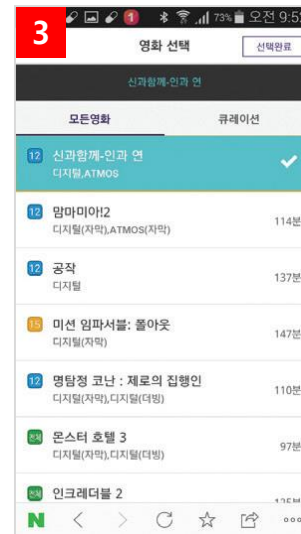 3
1
73%
오전 9:5
영화 선택
선택완료
신과함께-인과 연
모든영화
큐레이션
12 신과함께-인과 연
디지털,ATMOS
12 맘마미아!2
디지털(자막),ATMOS(자막)
114분
12 공작
디지털
137분
15 미션 임파서블: 폴아웃
디지털(자막)
147분
12 명탐정 코난 : 제로의 집행인
디지털(자막),디지털(더빙)
110분
전체 몬스터 호텔 3
디지털(자막),디지털(더빙)
97분
전체 인크레더블 2
N